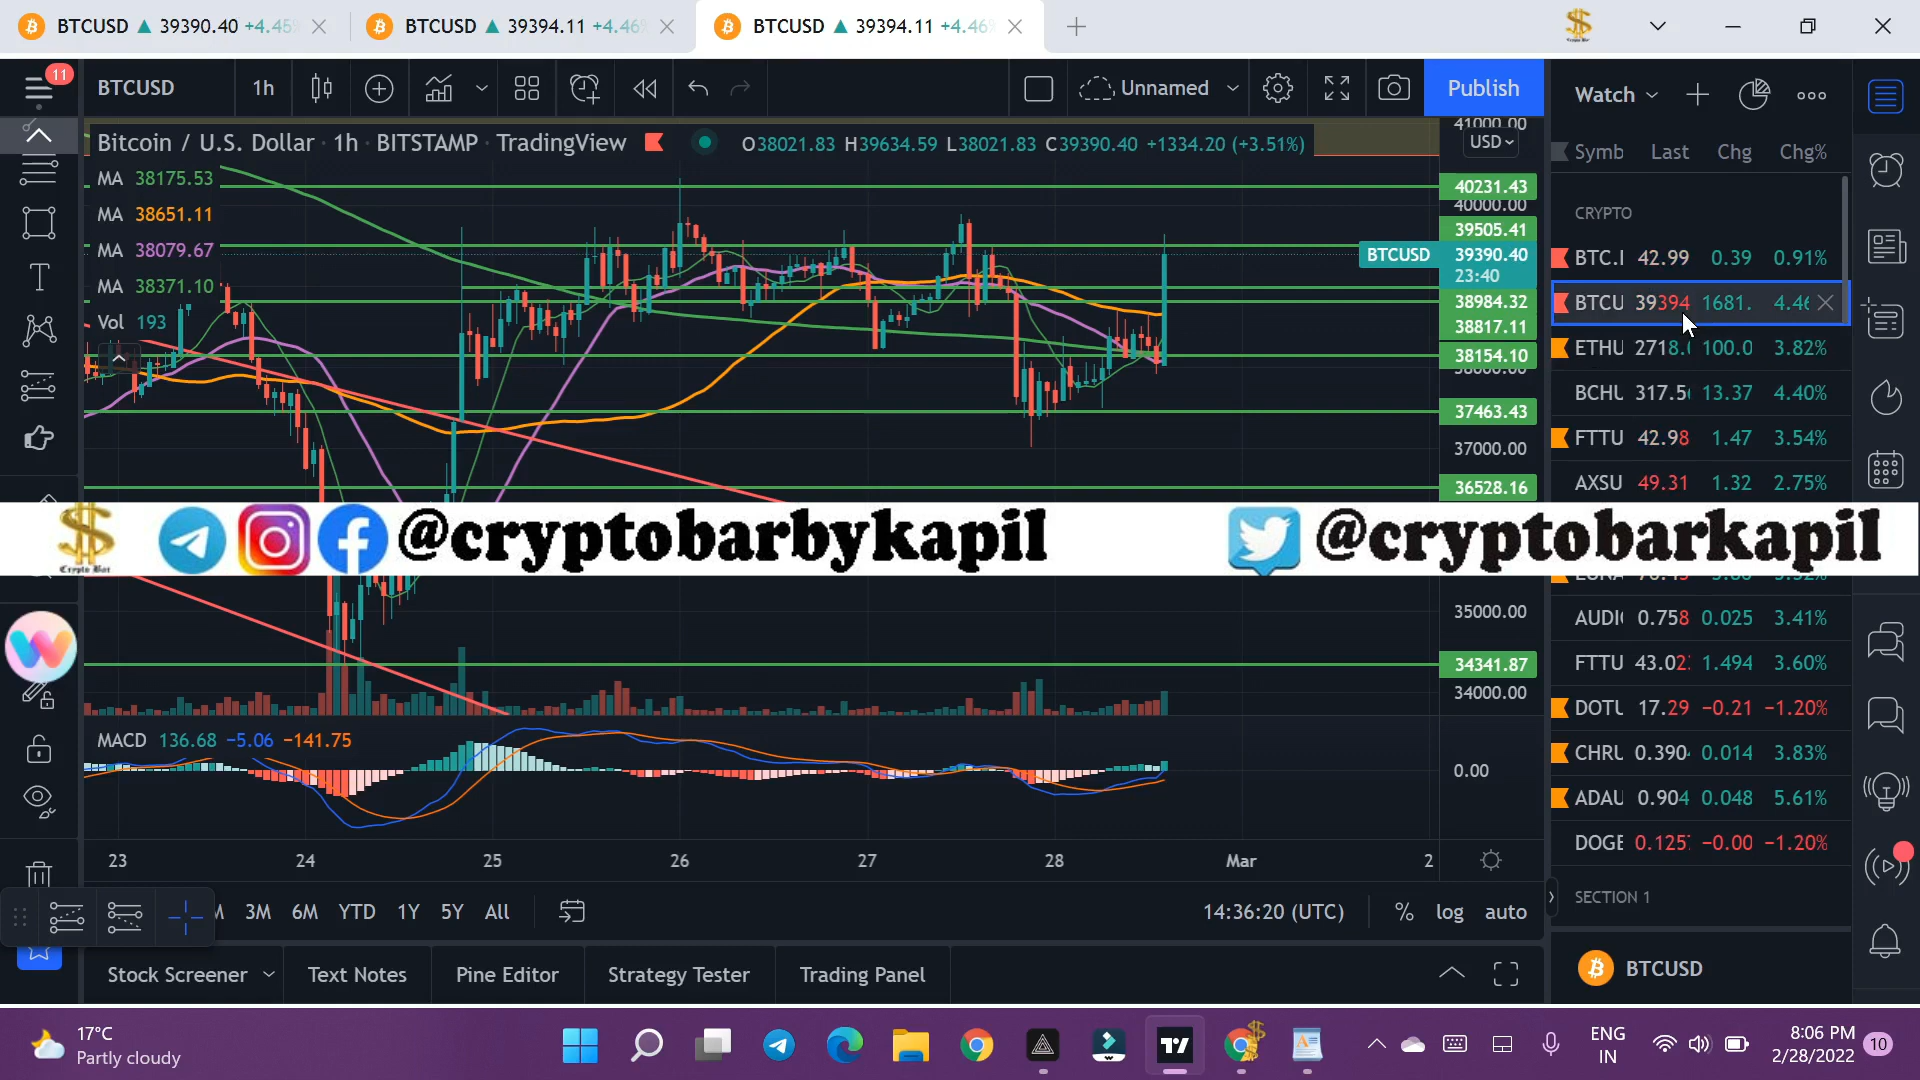 BTCUSD ▲ 39390.40 +4.45
BTCUSD ▲ 39394.11 +4.46
BTCUSD ▲ 39394.11 +4.46
11
BTCUSD
1h
Unnamed
Publish
Bitcoin / U.S. Dollar · 1h · BITSTAMP · TradingView
O38021.83 H39634.59 L38021.83 C39390.40 +1334.20 (+3.51%)
MA 38175.53
MA 38651.11
MA 38079.67
MA 38371.10
Vol 193
41000.00
USD
40231.43
40000.00
39505.41
BTCUSD 39390.40
23:40
38984.32
38817.11
38154.10
38000.00
37463.43
37000.00
36528.16
35000.00
34341.87
34000.00
MACD 136.68 −5.06 −141.75
0.00
23 24 25 26 27 28 Mar 2
3M 6M YTD 1Y 5Y All
14:36:20 (UTC) % log auto
Stock Screener Text Notes Pine Editor Strategy Tester Trading Panel
Watch
Symb Last Chg Chg%
CRYPTO
BTC.I 42.99 0.39 0.91%
BTCU 39394 1681. 4.46
ETHU 2718. 100.0 3.82%
BCHU 317.5 13.37 4.40%
FTTU 42.98 1.47 3.54%
AXSU 49.31 1.32 2.75%
AUDI 0.758 0.025 3.41%
FTTU 43.02 1.494 3.60%
DOTU 17.29 −0.21 −1.20%
CHRU 0.390 0.014 3.83%
ADAU 0.904 0.048 5.61%
DOGE 0.125 −0.00 −1.20%
SECTION 1
BTCUSD
Crypto Bar
@cryptobarbykapil
@cryptobarkapil
17°C
Partly cloudy
ENG
IN
8:06 PM
2/28/2022
10